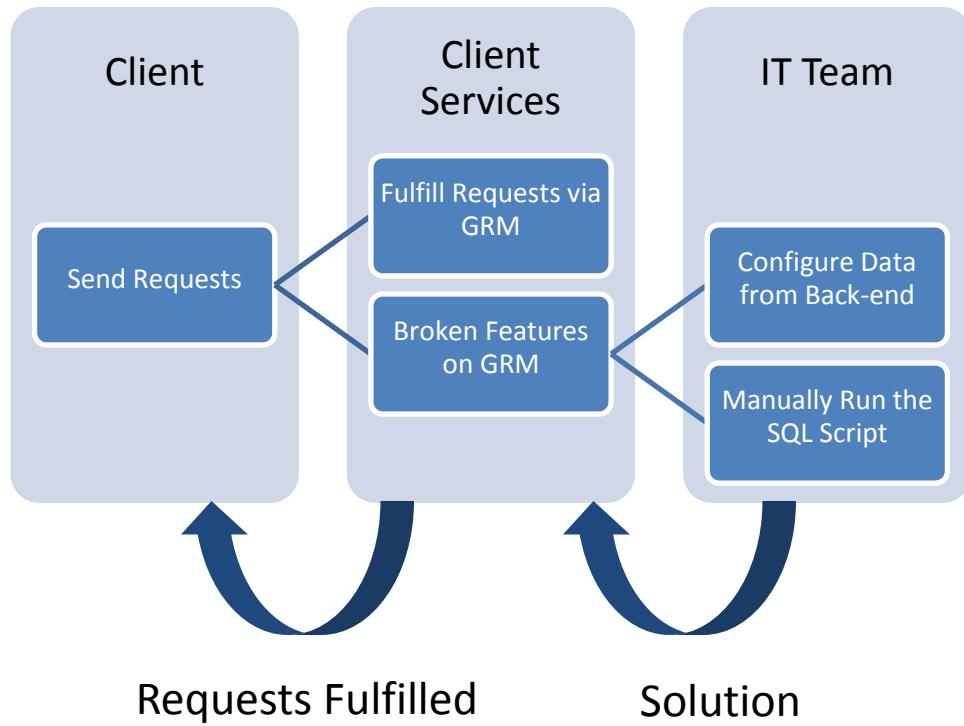 Client
Client
Services
IT Team
Send Requests
Fulfill Requests via
GRM
Broken Features
on GRM
Configure Data
from Back-end
Manually Run the
SQL Script
Requests Fulfilled
Solution